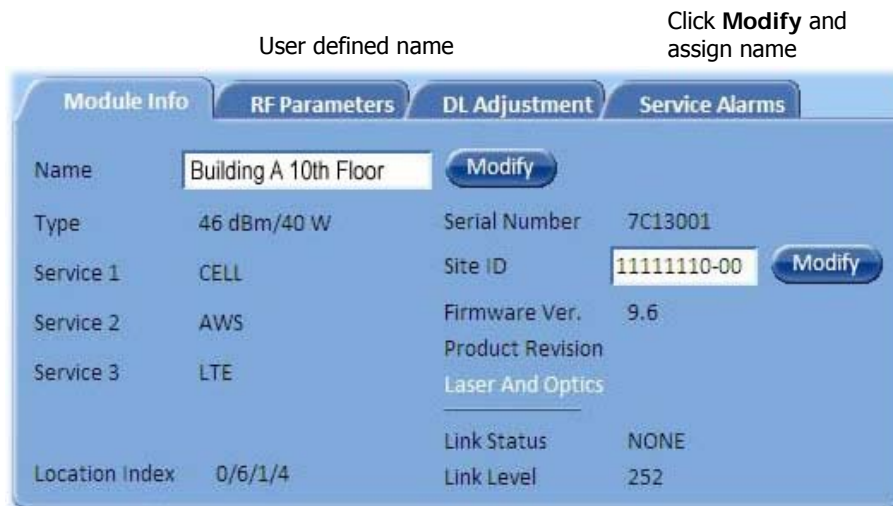 User defined name
Click Modify and
assign name
Module Info
RF Parameters
DL Adjustment
Service Alarms
Name
Building A 10th Floor
Modify
Type
46 dBm/40 W
Serial Number
7C13001
Service 1
CELL
Site ID
11111110-00
Modify
Service 2
AWS
Firmware Ver.
9.6
Product Revision
Service 3
LTE
Laser And Optics
Link Status
NONE
Location Index
0/6/1/4
Link Level
252